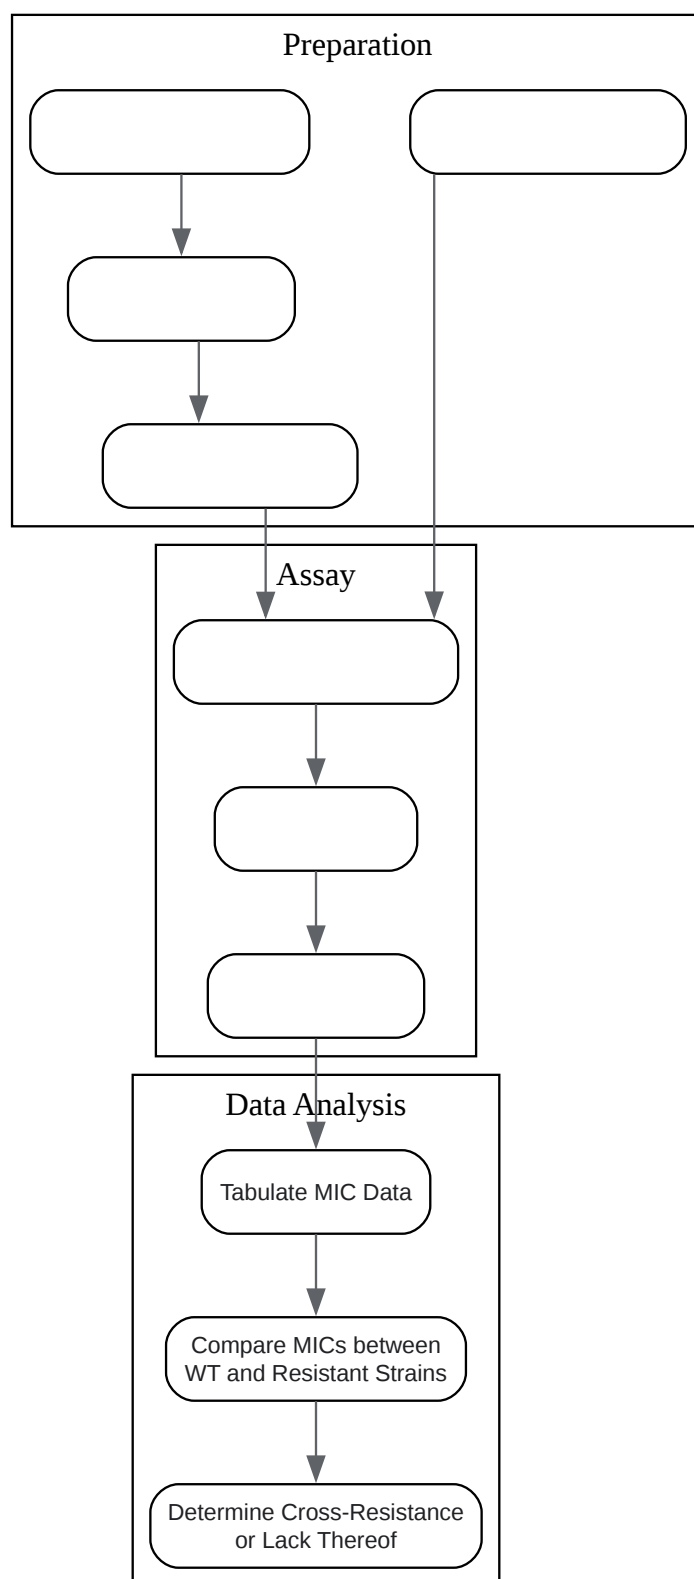 Preparation
Assay
Data Analysis
Tabulate MIC Data
Compare MICs between
WT and Resistant Strains
Determine Cross-Resistance
or Lack Thereof